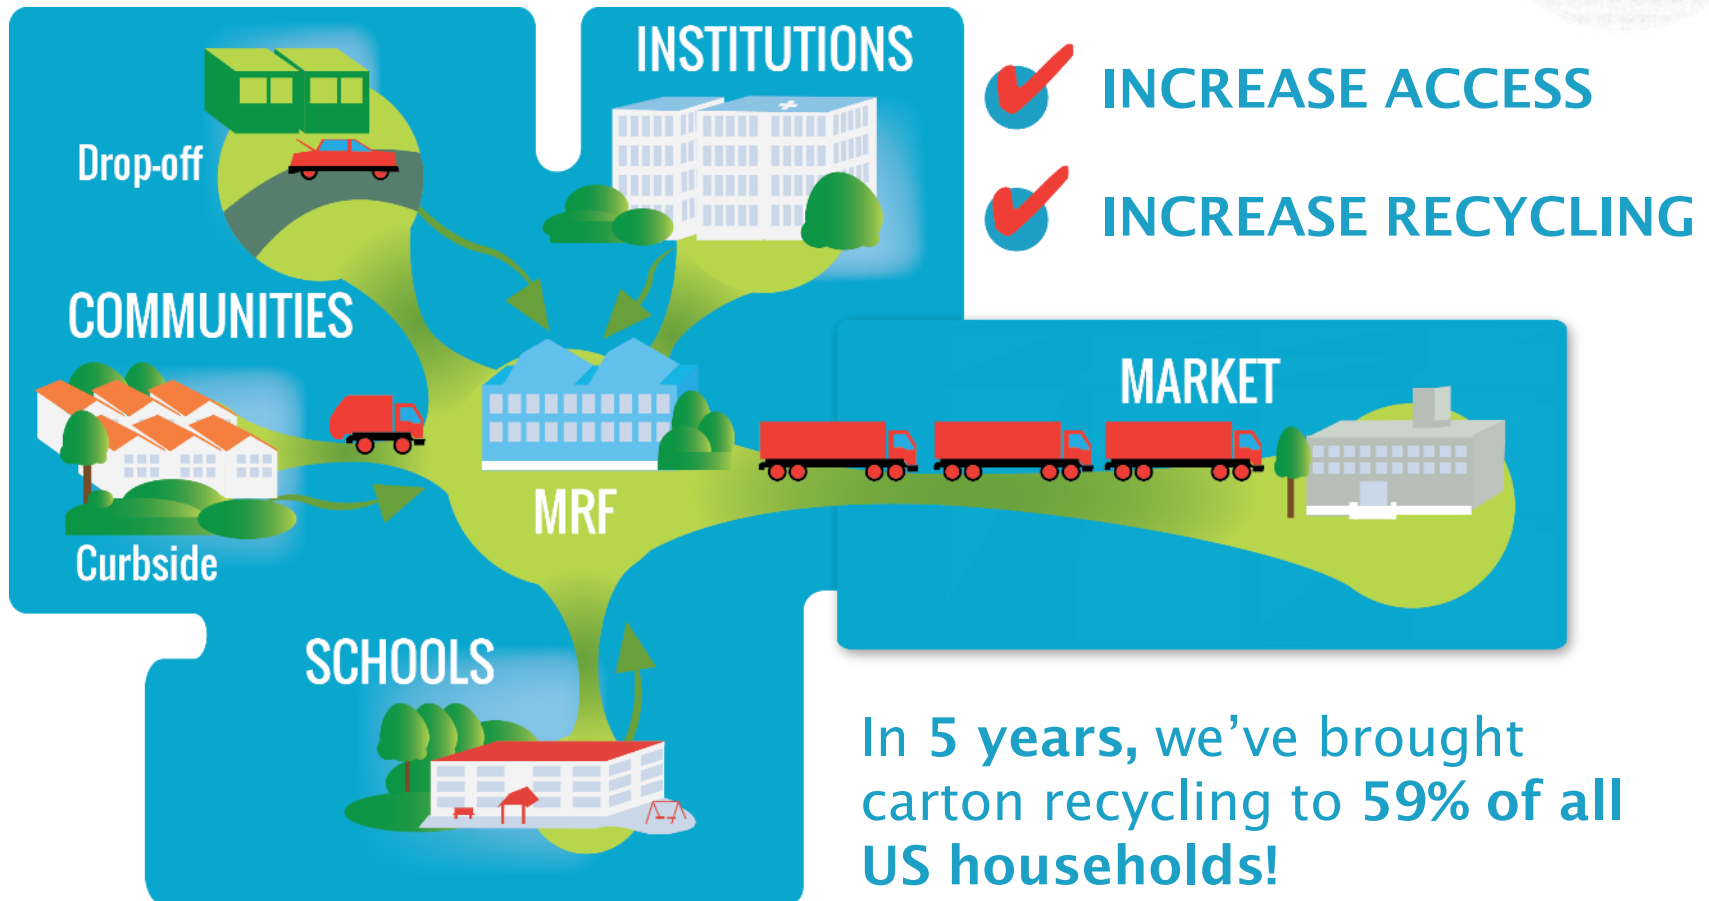 INSTITUTIONS
Drop-off
COMMUNITIES
Curbside
MRF
SCHOOLS
MARKET
INCREASE ACCESS
INCREASE RECYCLING
In 5 years, we’ve brought
carton recycling to 59% of all
US households!